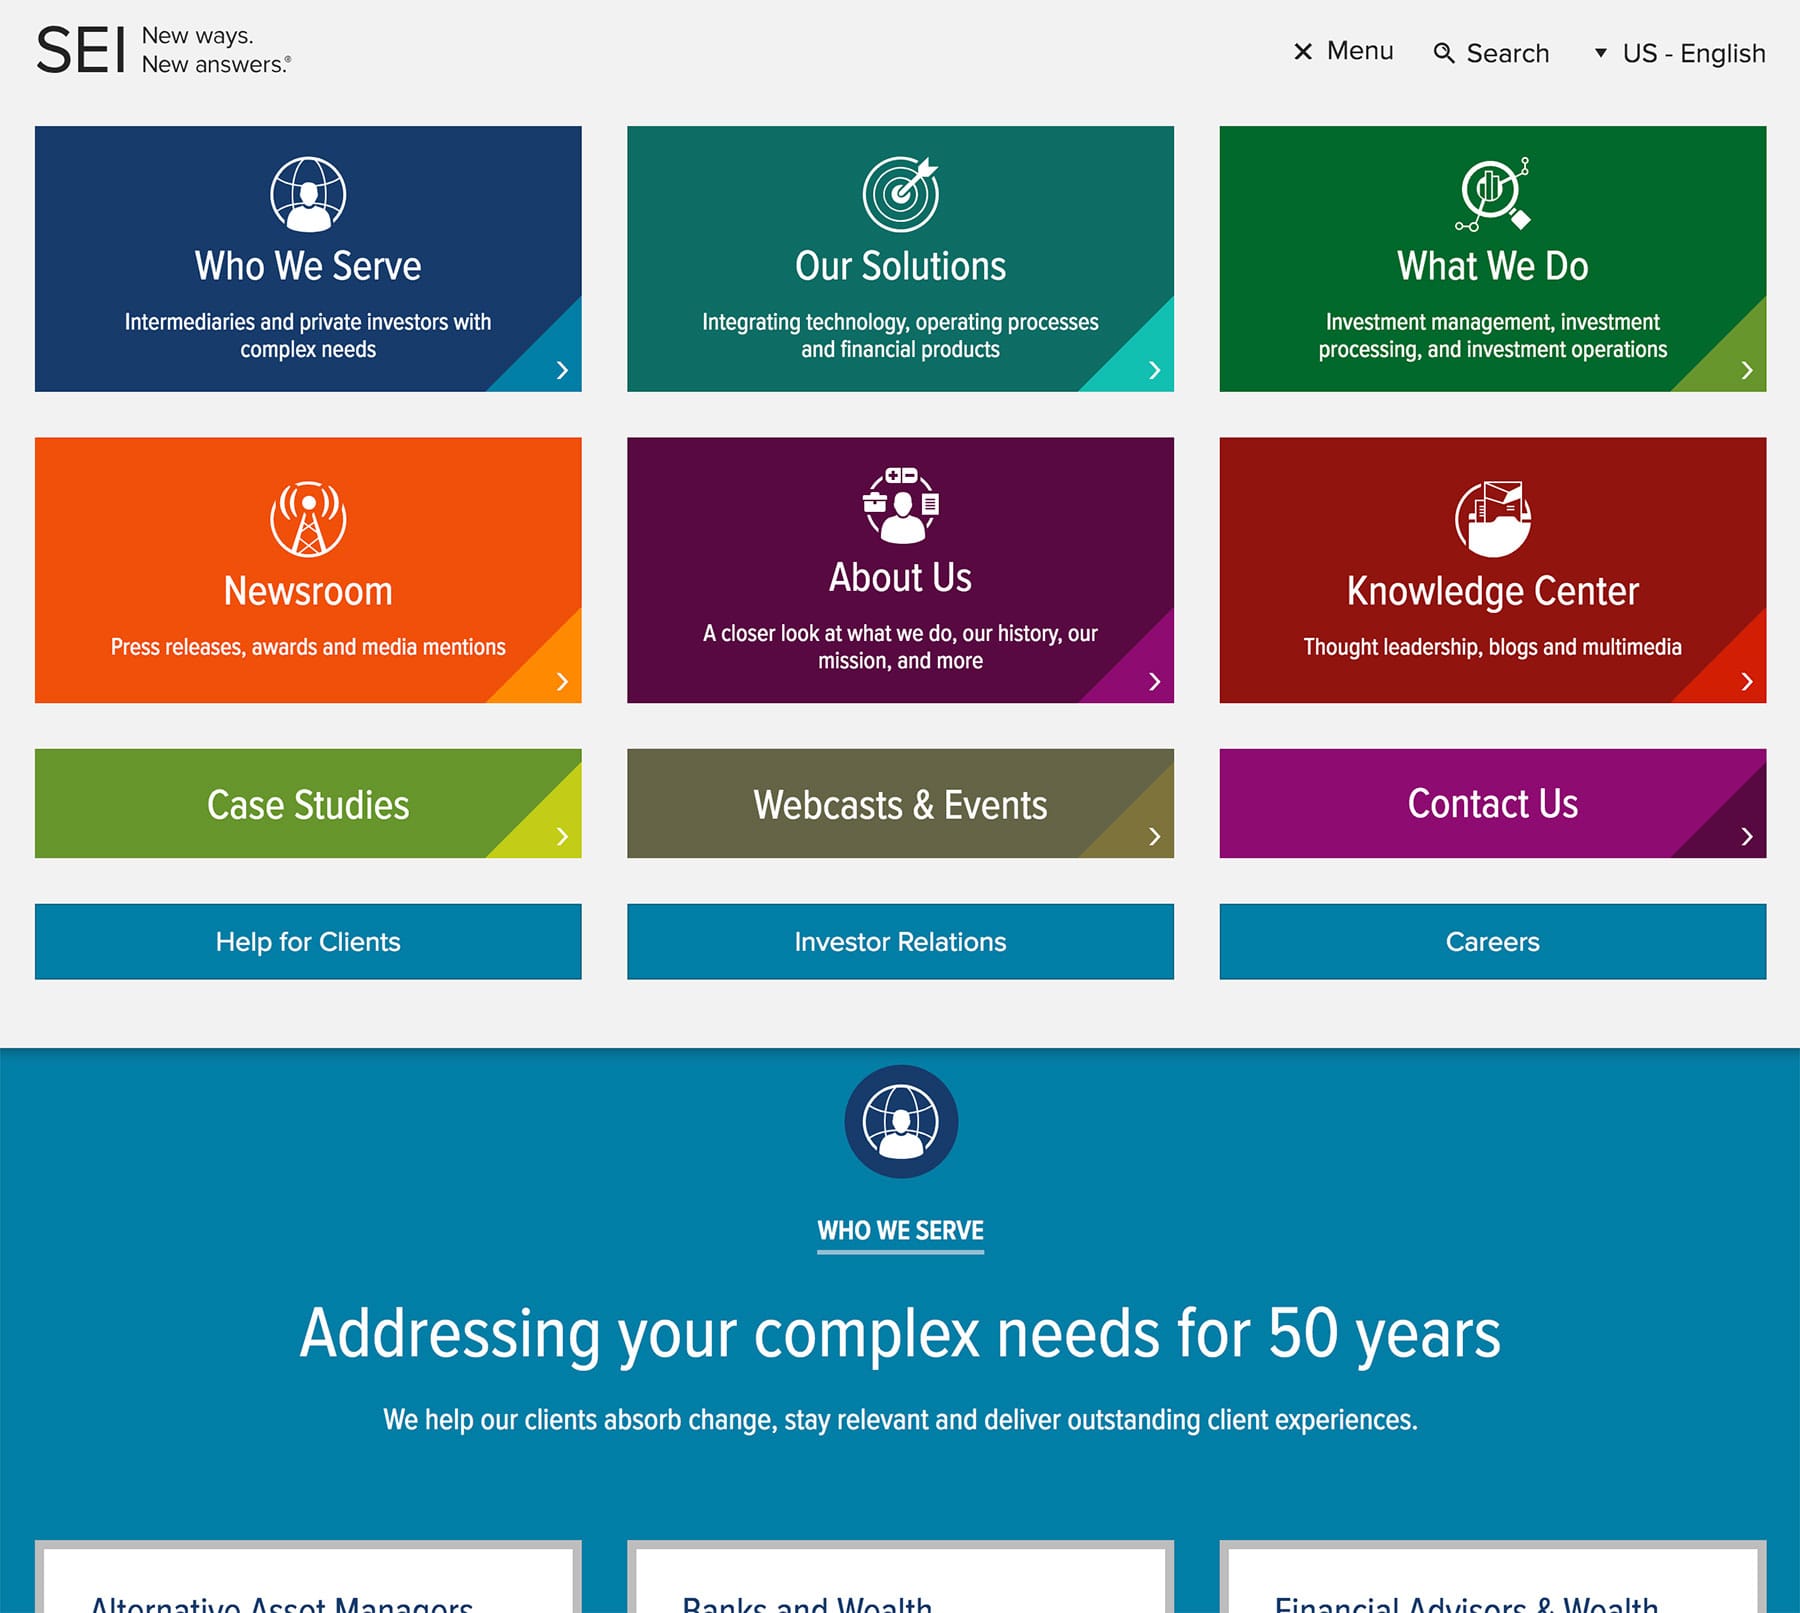 SEI
New ways.
New answers.®
Menu
Search
US - English
Who We Serve
Intermediaries and private investors with
complex needs
Our Solutions
Integrating technology, operating processes
and financial products
What We Do
Investment management, investment
processing, and investment operations
Newsroom
Press releases, awards and media mentions
About Us
A closer look at what we do, our history, our
mission, and more
Knowledge Center
Thought leadership, blogs and multimedia
Case Studies
Webcasts & Events
Contact Us
Help for Clients
Investor Relations
Careers
WHO WE SERVE
Addressing your complex needs for 50 years
We help our clients absorb change, stay relevant and deliver outstanding client experiences.
Alternative Asset Managers
Banks and Wealth
Financial Advisors & Wealth